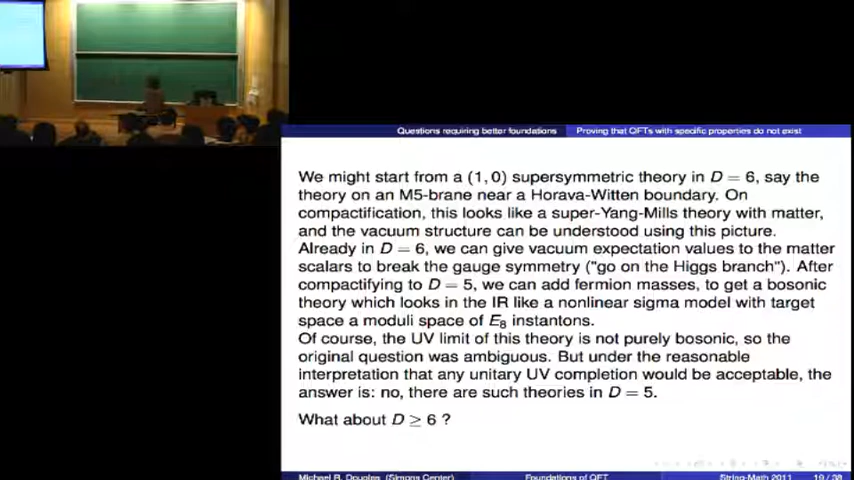 Questions requiring better foundations Proving that QFTs with specific properties do not exist
We might start from a (1, 0) supersymmetric theory in D = 6, say the
theory on an M5-brane near a Horava-Witten boundary. On
compactification, this looks like a super-Yang-Mills theory with matter,
and the vacuum structure can be understood using this picture.
Already in D = 6, we can give vacuum expectation values to the matter
scalars to break the gauge symmetry ("go on the Higgs branch"). After
compactifying to D = 5, we can add fermion masses, to get a bosonic
theory which looks in the IR like a nonlinear sigma model with target
space a moduli space of E₈ instantons.
Of course, the UV limit of this theory is not purely bosonic, so the
original question was ambiguous. But under the reasonable
interpretation that any unitary UV completion would be acceptable, the
answer is: no, there are such theories in D = 5.
What about D ≥ 6 ?
Michael R. Douglas (Simons Center) Foundations of QFT String-Math 2011 19 / 38